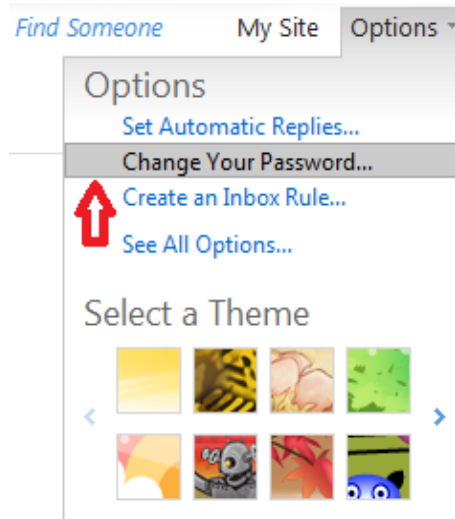 Find Someone My Site Options
Options
Set Automatic Replies...
Change Your Password...
Create an Inbox Rule...
See All Options...
Select a Theme